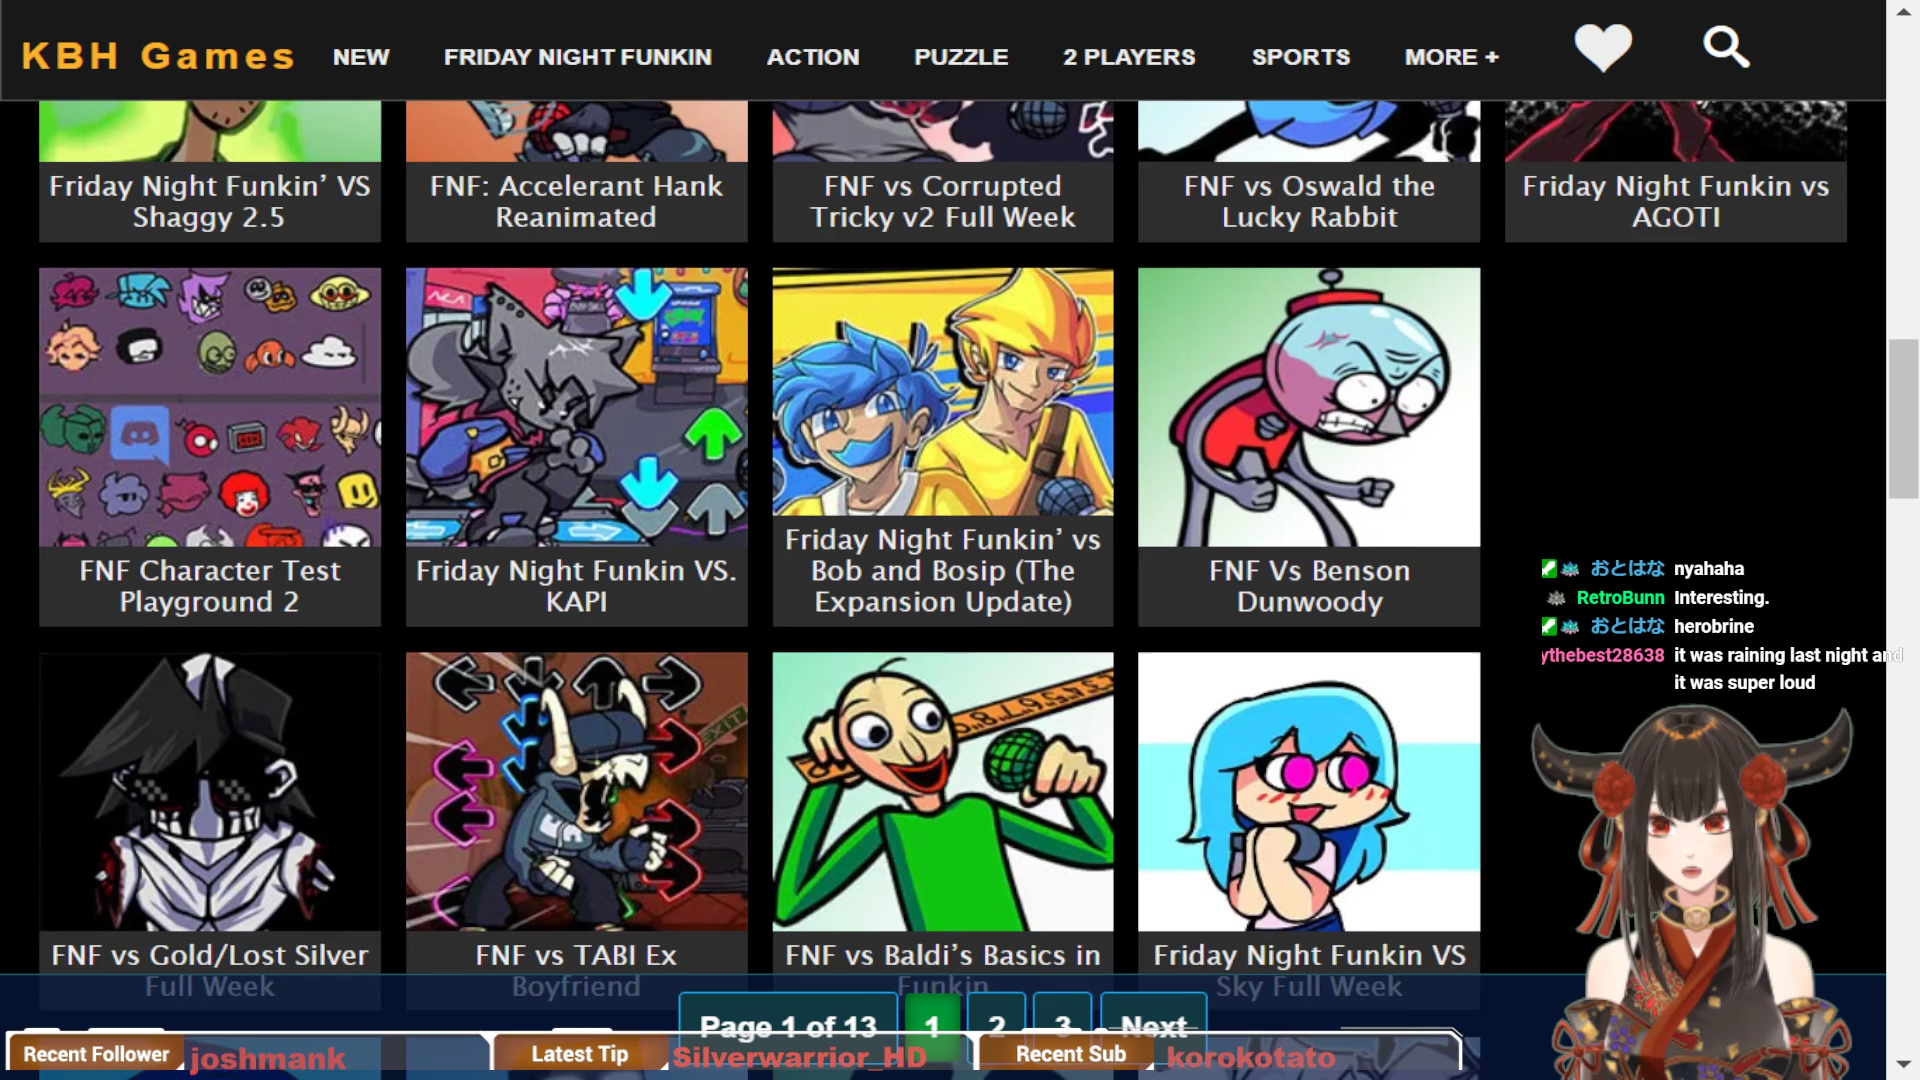 KBH Games NEW FRIDAY NIGHT FUNKIN ACTION PUZZLE 2 PLAYERS SPORTS MORE +
Friday Night Funkin’ VS
Shaggy 2.5
FNF: Accelerant Hank
Reanimated
FNF vs Corrupted
Tricky v2 Full Week
FNF vs Oswald the
Lucky Rabbit
Friday Night Funkin vs
AGOTI
FNF Character Test
Playground 2
Friday Night Funkin VS.
KAPI
Friday Night Funkin’ vs
Bob and Bosip (The
Expansion Update)
FNF Vs Benson
Dunwoody
おとはな nyahaha
RetroBunn Interesting.
おとはな herobrine
ythebest28638 it was raining last night and
it was super loud
EXIT
FNF vs Gold/Lost Silver
Full Week
FNF vs TABI Ex
Boyfriend
FNF vs Baldi’s Basics in
Funkin
Friday Night Funkin VS
Sky Full Week
Page 1 of 13 1 2 3 Next
Recent Follower joshmank Latest Tip Silverwarrior_HD Recent Sub korokotato